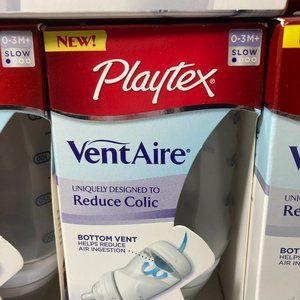 NEW!
0-3M+
SLOW
Playtex®
VentAire®
UNIQUELY DESIGNED TO
Reduce Colic
BOTTOM VENT
HELPS REDUCE
AIR INGESTION
0-3M+
SLOW